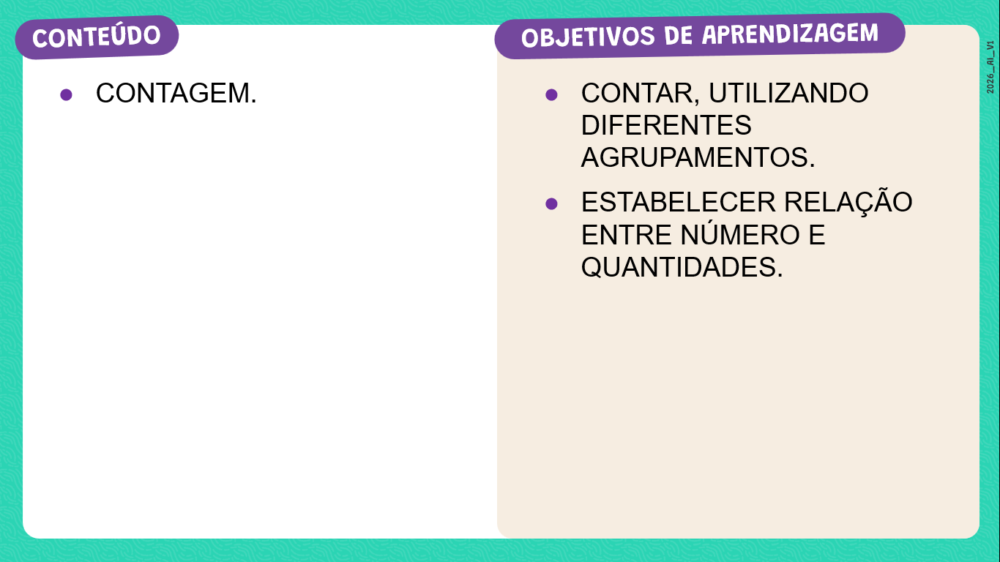 CONTEÚDO
• CONTAGEM.
OBJETIVOS DE APRENDIZAGEM
• CONTAR, UTILIZANDO
DIFERENTES
AGRUPAMENTOS.
• ESTABELECER RELAÇÃO
ENTRE NÚMERO E
QUANTIDADES.
2026_AI_V1